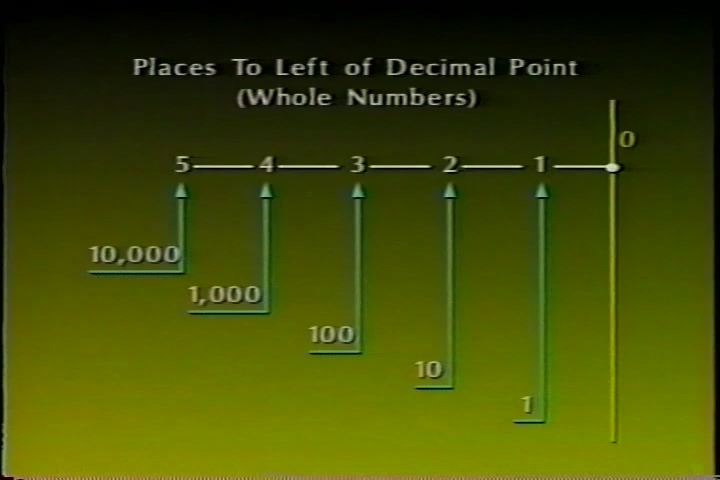 Places To Left of Decimal Point
(Whole Numbers)
0
5 4 3 2 1
10,000
1,000
100
10
1